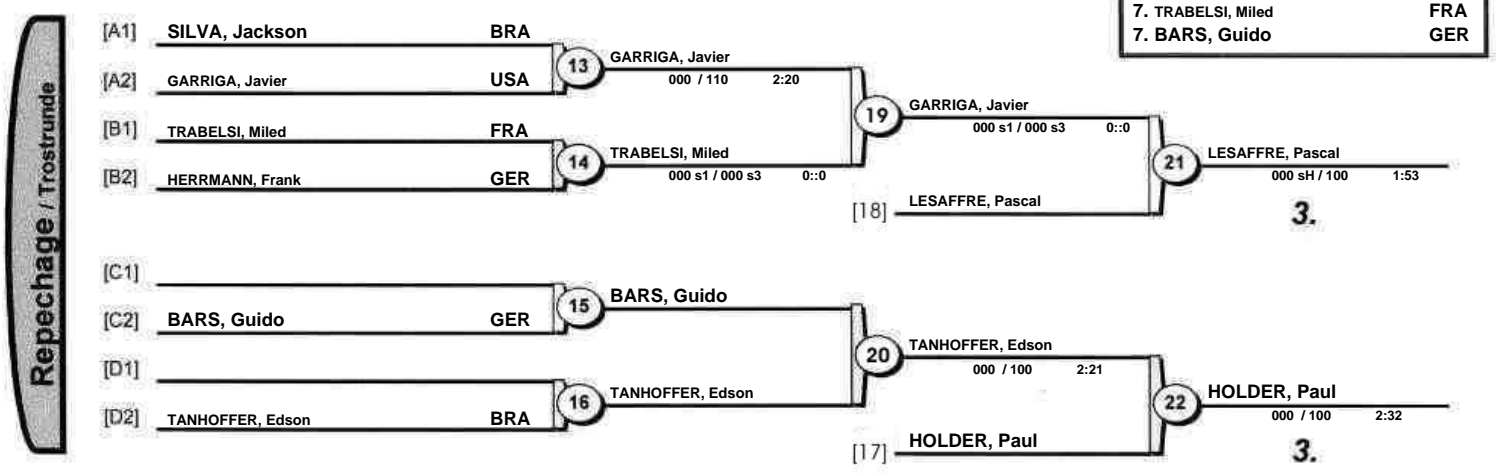 7. TRABELSI, Miled FRA
7. BARS, Guido GER
Repechage / Trostrunde
[A1] SILVA, Jackson BRA
[A2] GARRIGA, Javier USA
13 GARRIGA, Javier
000 / 110 2:20
[B1] TRABELSI, Miled FRA
[B2] HERRMANN, Frank GER
14 TRABELSI, Miled
000 s1 / 000 s3 0::0
19 GARRIGA, Javier
000 s1 / 000 s3 0::0
[18] LESAFFRE, Pascal
21 LESAFFRE, Pascal
000 sH / 100 1:53
3.
[C1]
[C2] BARS, Guido GER
15 BARS, Guido
[D1]
[D2] TANHOFFER, Edson BRA
16 TANHOFFER, Edson
20 TANHOFFER, Edson
000 / 100 2:21
[17] HOLDER, Paul
22 HOLDER, Paul
000 / 100 2:32
3.